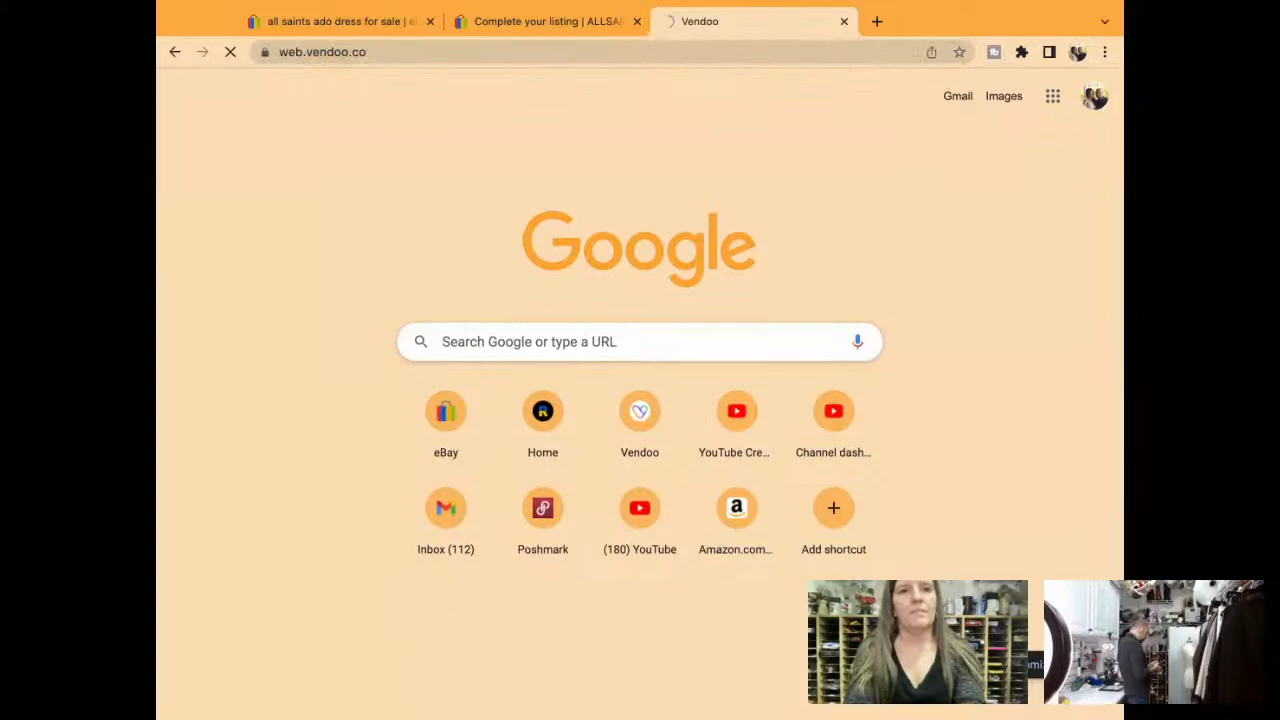 all saints ado dress for sale | e
Complete your listing | ALLSAI
Vendoo
web.vendoo.co
Gmail
Images
Google
Search Google or type a URL
eBay
Home
Vendoo
YouTube Cre...
Channel dash...
Inbox (112)
Poshmark
(180) YouTube
Amazon.com...
Add shortcut